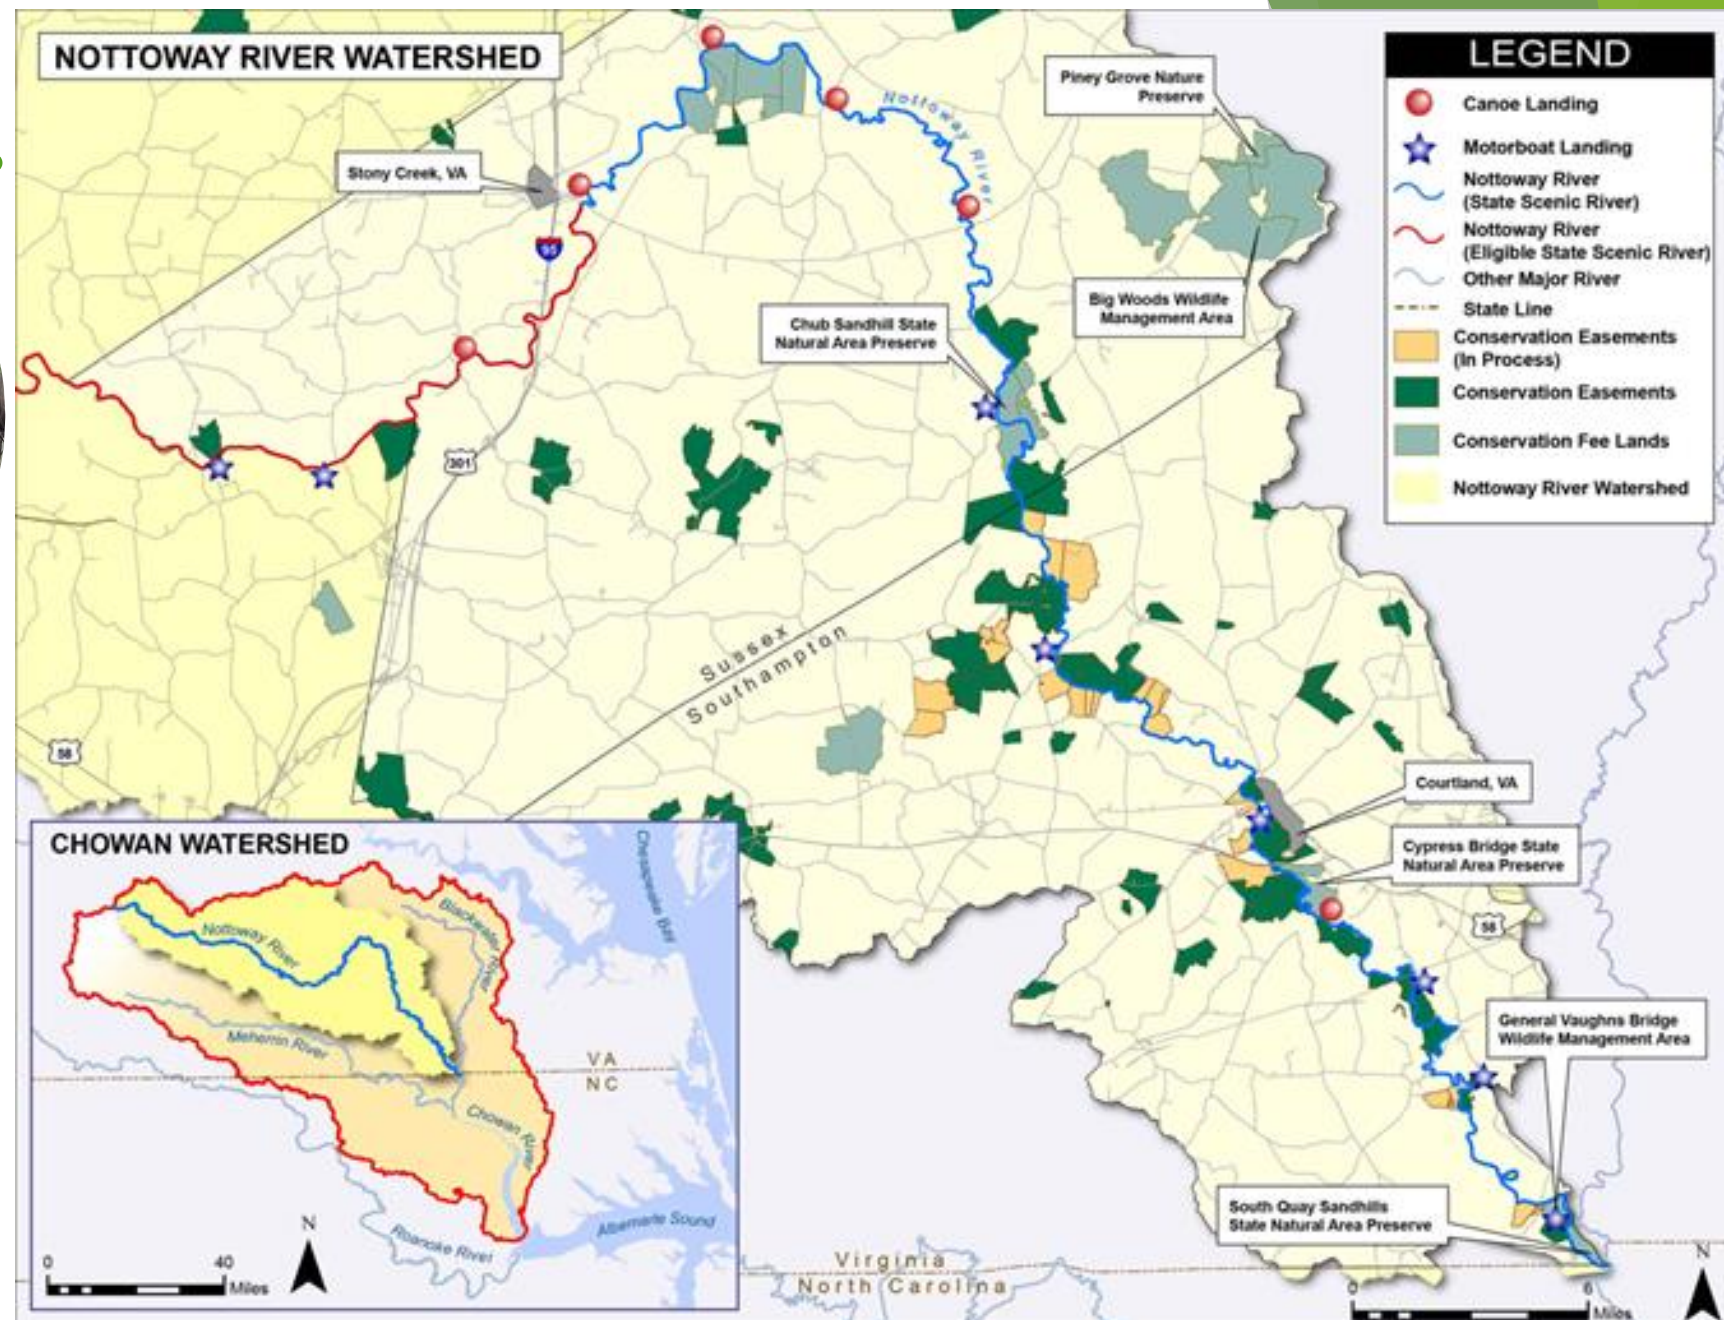 NOTTOWAY RIVER WATERSHED
Nottoway River
Piney Grove Nature
Preserve
Stony Creek, VA
95
Big Woods Wildlife
Management Area
Chub Sandhill State
Natural Area Preserve
301
Sussex
Southampton
58
Courtland, VA
Cypress Bridge State
Natural Area Preserve
58
General Vaughns Bridge
Wildlife Management Area
South Quay Sandhills
State Natural Area Preserve
Virginia
North Carolina
N
0 6
Miles
LEGEND
Canoe Landing
Motorboat Landing
Nottoway River
(State Scenic River)
Nottoway River
(Eligible State Scenic River)
Other Major River
State Line
Conservation Easements
(In Process)
Conservation Easements
Conservation Fee Lands
Nottoway River Watershed
CHOWAN WATERSHED
Chesapeake Bay
Blackwater River
Nottoway River
Meherrin River
VA
NC
Chowan River
Albemarle Sound
Roanoke River
N
0 40
Miles